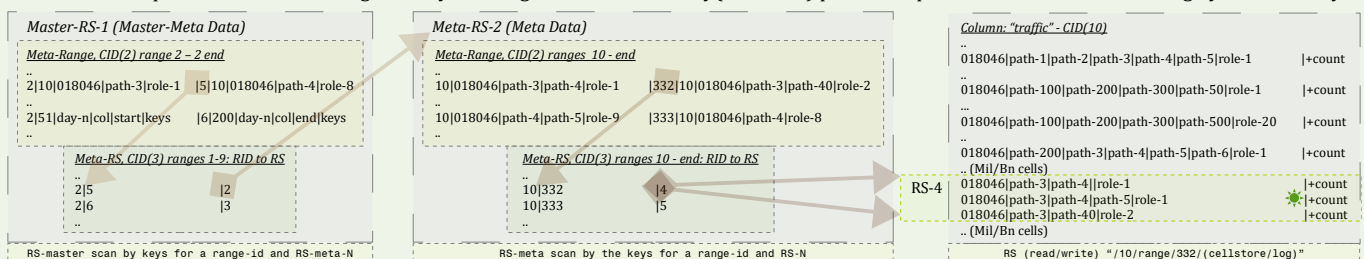 Master-RS-1 (Master-Meta Data)
Meta-Range, CID(2) range 2 – 2 end
..
2|10|018046|path-3|role-1 |5|10|018046|path-4|role-8
..
2|51|day-n|col|start|keys |6|200|day-n|col|end|keys
..
Meta-RS, CID(3) ranges 1-9: RID to RS
..
2|5 |2
2|6 |3
..
RS-master scan by keys for a range-id and RS-meta-N
Meta-RS-2 (Meta Data)
Meta-Range, CID(2) ranges 10 - end
..
10|018046|path-3|path-4|role-1 |332|10|018046|path-3|path-40|role-2
..
10|018046|path-4|path-5|role-9 |333|10|018046|path-4|role-8
..
Meta-RS, CID(3) ranges 10 - end: RID to RS
..
10|332 |4
10|333 |5
..
RS-meta scan by the keys for a range-id and RS-N
Column: “traffic” - CID(10)
..
018046|path-1|path-2|path-3|path-4|path-5|role-1 |+count
..
018046|path-100|path-200|path-300|path-50|role-1 |+count
...
018046|path-100|path-200|path-300|path-500|role-20 |+count
..
018046|path-200|path-3|path-4|path-5|path-6|role-1 |+count
.. (Mil/Bn cells)
RS-4
018046|path-3|path-4||role-1 |+count
018046|path-3|path-4|path-5|role-1 |+count
018046|path-3|path-40|role-2 |+count
.. (Mil/Bn cells)
RS (read/write) “/10/range/332/(cellstore/log)”